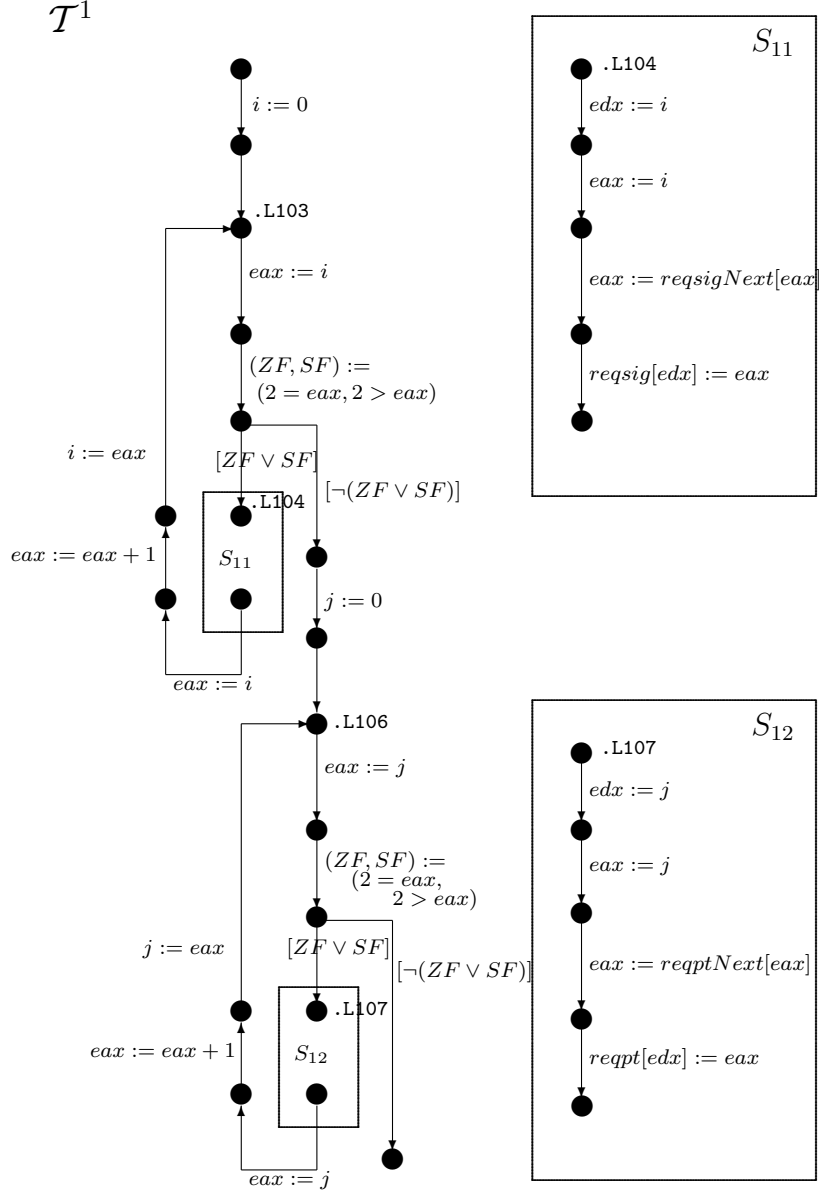 𝒯¹
i := 0
.L103
eax := i
(ZF, SF) :=
(2 = eax, 2 > eax)
i := eax
[ZF ∨ SF]
[¬(ZF ∨ SF)]
.L104
eax := eax + 1
S₁₁
j := 0
eax := i
.L106
eax := j
(ZF, SF) :=
(2 = eax,
2 > eax)
j := eax
[ZF ∨ SF]
[¬(ZF ∨ SF)]
.L107
eax := eax + 1
S₁₂
eax := j
S₁₁
.L104
edx := i
eax := i
eax := reqsigNext[eax]
reqsig[edx] := eax
S₁₂
.L107
edx := j
eax := j
eax := reqptNext[eax]
reqpt[edx] := eax